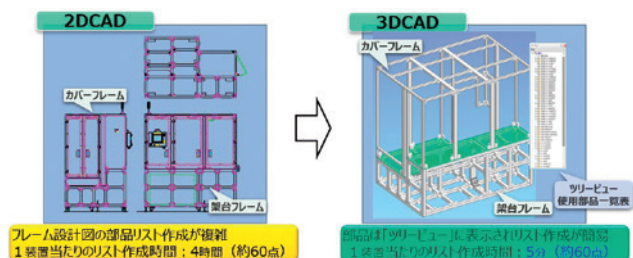 2DCAD
カバーフレーム
架台フレーム
フレーム設計図の部品リスト作成が複雑
1装置当たりのリスト作成時間：4時間（約60点）
3DCAD
カバーフレーム
ツリービュー
使用部品一覧表
架台フレーム
部品は「ツリービュー」に表示されリスト作成が簡易
1装置当たりのリスト作成時間：5分（約60点）